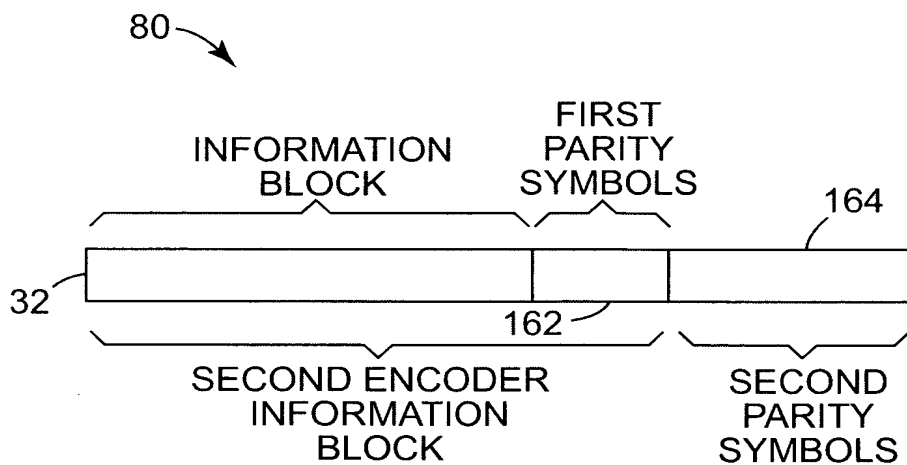 80
INFORMATION
BLOCK
FIRST
PARITY
SYMBOLS
164
32
162
SECOND ENCODER
INFORMATION
BLOCK
SECOND
PARITY
SYMBOLS